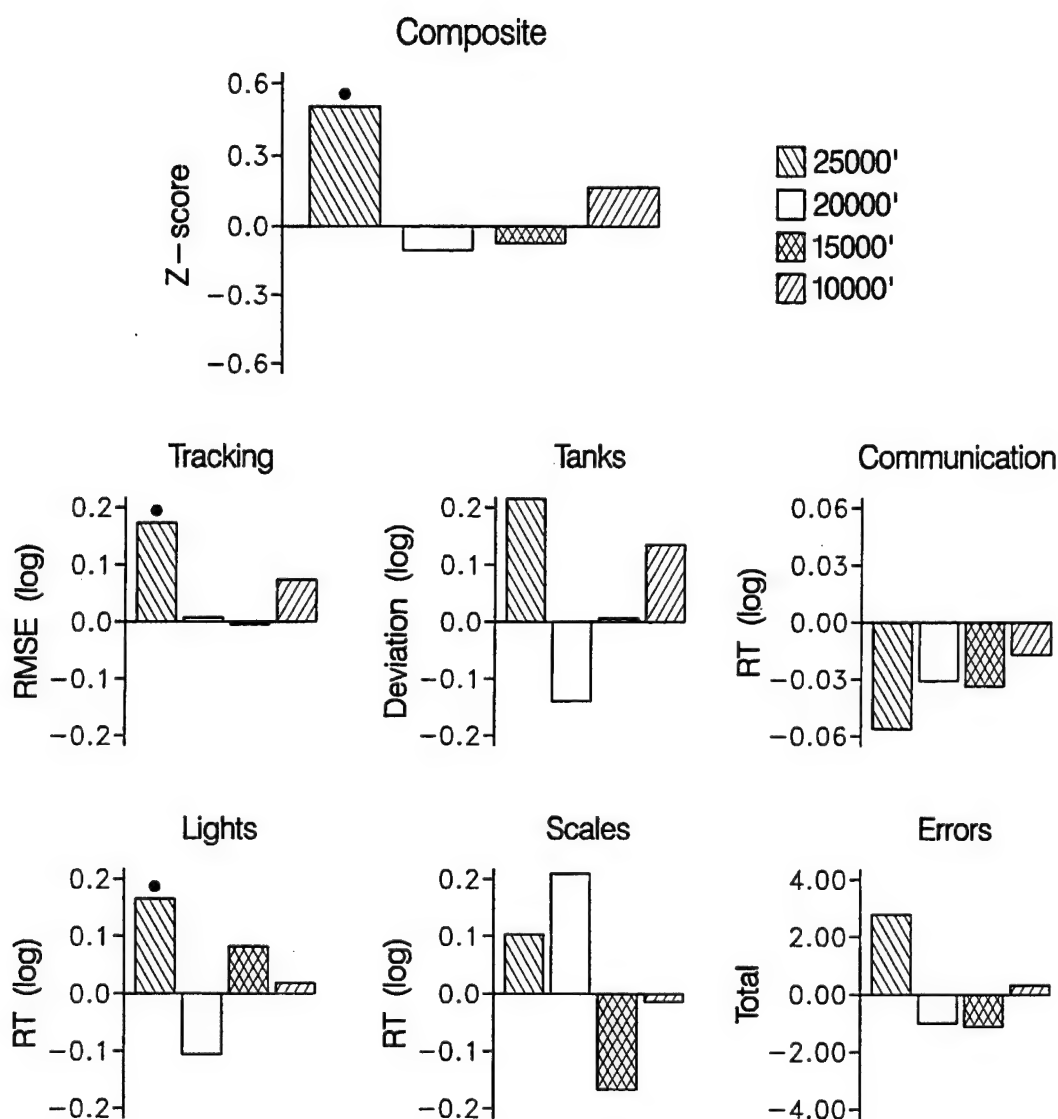 Composite
Z-score
0.6
0.3
0.0
-0.3
-0.6
25000'
20000'
15000'
10000'
Tracking
RMSE (log)
0.2
0.1
0.0
-0.1
-0.2
Tanks
Deviation (log)
0.2
0.1
0.0
-0.1
-0.2
Communication
RT (log)
0.06
0.03
0.00
-0.03
-0.06
Lights
RT (log)
0.2
0.1
0.0
-0.1
-0.2
Scales
RT (log)
0.2
0.1
0.0
-0.1
-0.2
Errors
Total
4.00
2.00
0.00
-2.00
-4.00